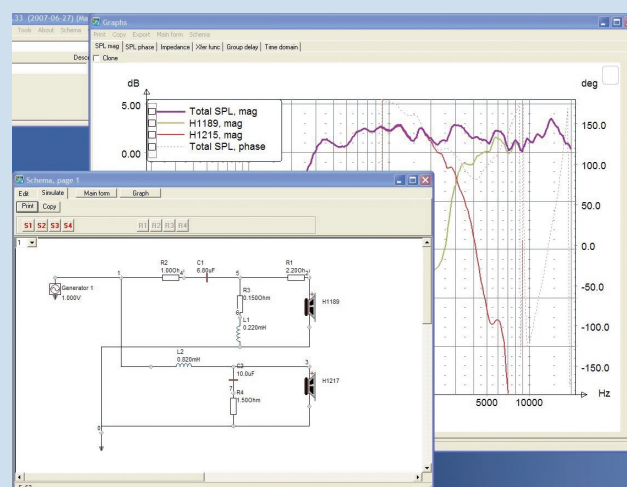 .33 (2007-06-27) (Ma
Tools About Schema
Desc
Graphs
Print Copy Export Main form Schema
SPL mag SPL phase Impedance Xfer func Group delay Time domain
Clone
dB
deg
5.00
0.00
Total SPL, mag
H1189, mag
H1215, mag
Total SPL, phase
150.0
100.0
50.0
0.0
-50.0
-100.0
-150.0
5000 10000 Hz
Schema, page 1
Edit Simulate Main form Graph
Print Copy
S1 S2 S3 S4 R1 R2 R3 R4
1
Generator 1
1.000V
1
R2
1.00Oh
C1
6.80uF
5
R1
2.20Oh
H1189
R3
0.150Ohm
6
L1
0.220mH
L2
0.820mH
C3
10.0uF
7
R4
1.50Ohm
3
H1217
0